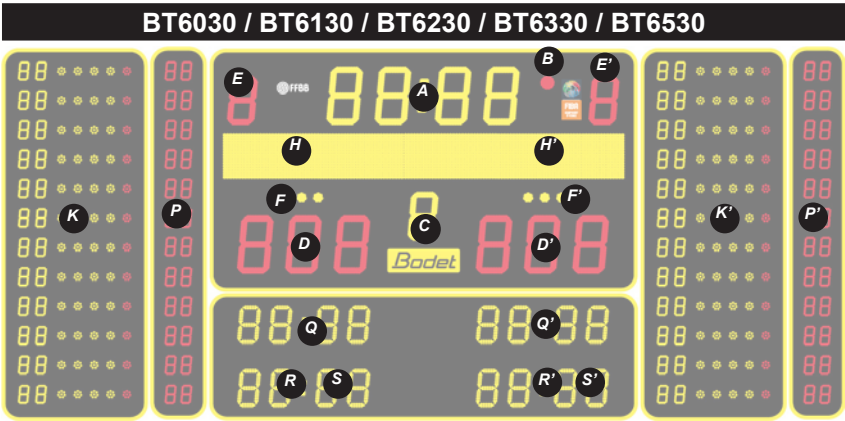 BT6030 / BT6130 / BT6230 / BT6330 / BT6530
E FFBB A B E’
H H’
F F’
K P C K’ P’
D D’
Bodet
Q Q’
R S R’ S’